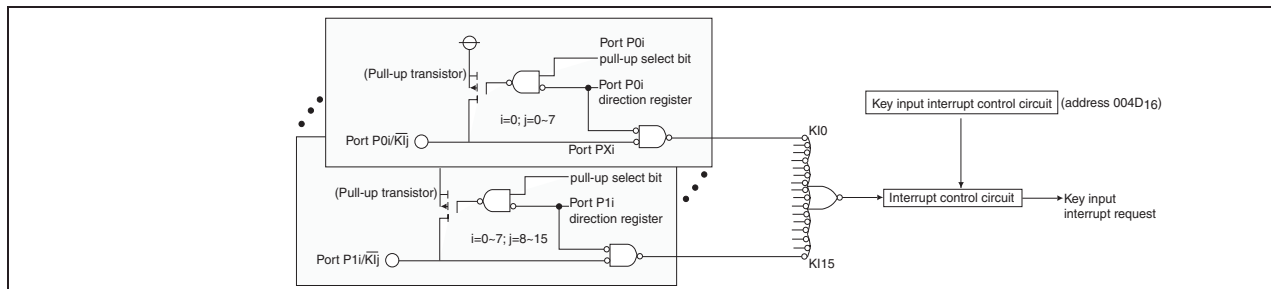 Port P0i
pull-up select bit
(Pull-up transistor)
Port P0i
direction register
i=0; j=0~7
Port P0i/KIj
Port PXi
KI0
Key input interrupt control circuit (address 004D16)
pull-up select bit
(Pull-up transistor)
Port P1i
direction register
i=0~7; j=8~15
Port P1i/KIj
KI15
Interrupt control circuit
Key input
interrupt request